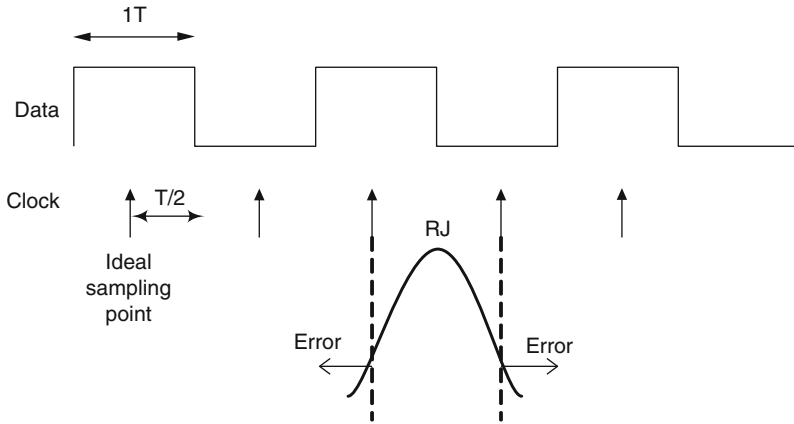 1T
Data
Clock
T/2
Ideal
sampling
point
RJ
Error
Error